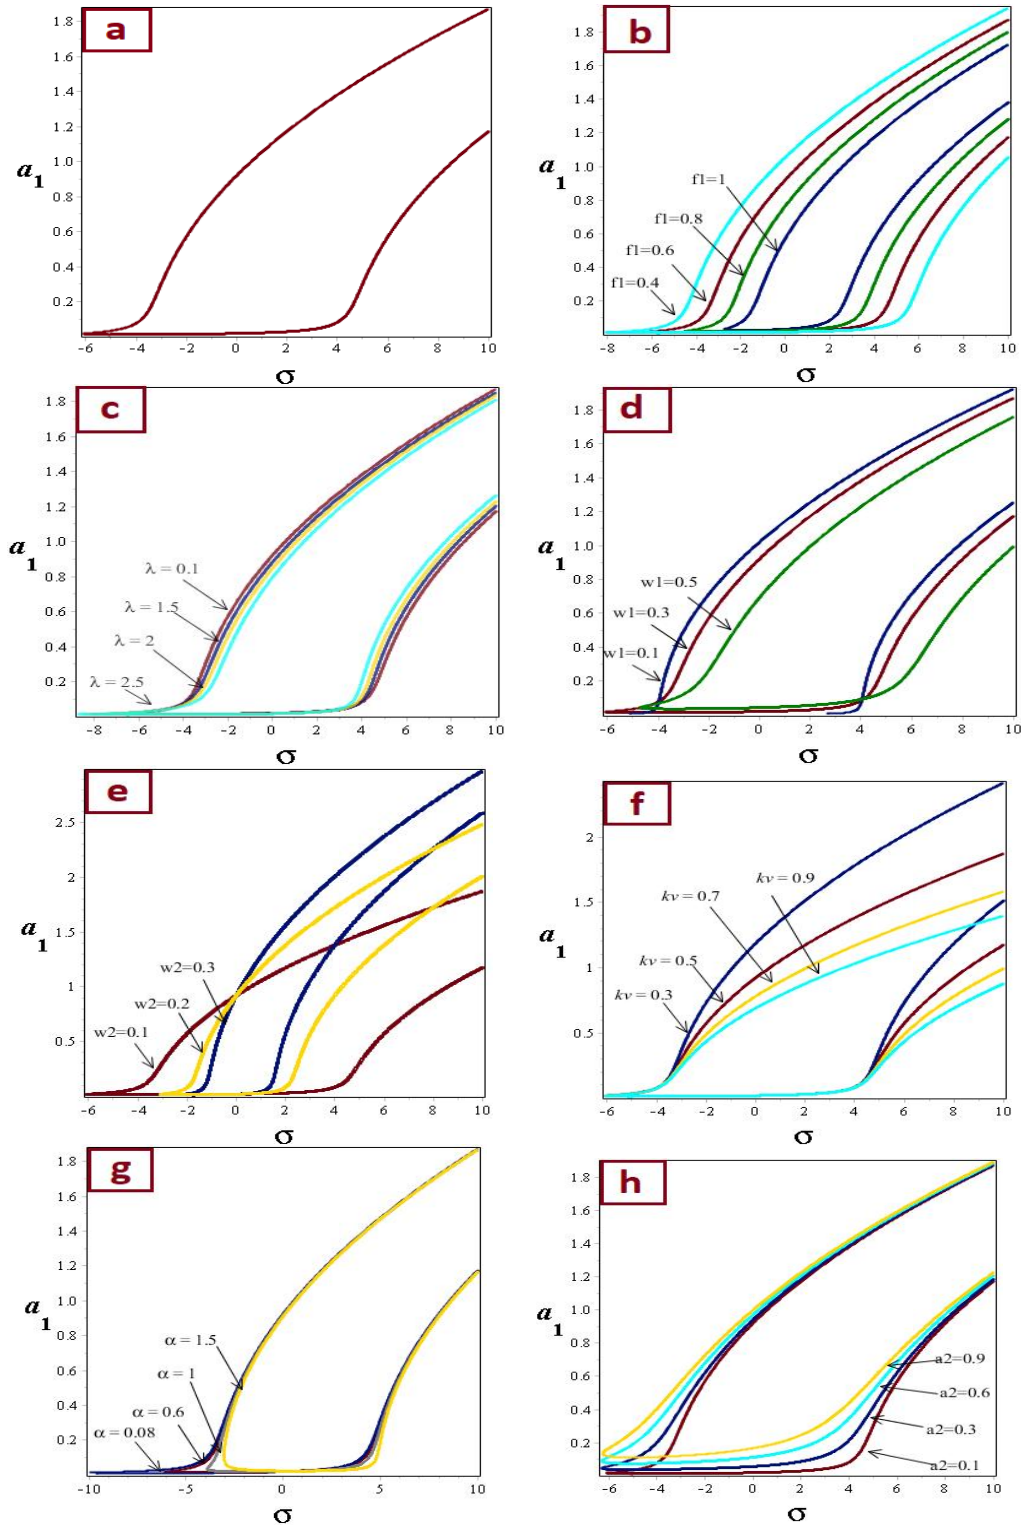 a
1.8
1.6
1.4
1.2
a1
1.0
0.8
0.6
0.4
0.2
-6 -4 -2 0 2 4 6 8 10
σ
b
1.8
1.6
1.4
1.2
a1
1.0
0.8
0.6
0.4
0.2
f1=1
f1=0.8
f1=0.6
f1=0.4
-8 -6 -4 -2 0 2 4 6 8 10
σ
c
1.8
1.6
1.4
1.2
a1
1.0
0.8
0.6
0.4
0.2
λ = 0.1
λ = 1.5
λ = 2
λ = 2.5
-8 -6 -4 -2 0 2 4 6 8 10
σ
d
1.8
1.6
1.4
1.2
a1
1.0
0.8
0.6
0.4
0.2
w1=0.5
w1=0.3
w1=0.1
-6 -4 -2 0 2 4 6 8 10
σ
e
2.5
2
a1
1.5
1
0.5
w2=0.3
w2=0.2
w2=0.1
-6 -4 -2 0 2 4 6 8 10
σ
f
2
a1
1
0.5
kv = 0.9
kv = 0.7
kv = 0.5
kv = 0.3
-6 -4 -2 0 2 4 6 8 10
σ
g
1.8
1.6
1.4
1.2
a1
1.0
0.8
0.6
0.4
0.2
α = 1.5
α = 1
α = 0.6
α = 0.08
-10 -5 0 5 10
σ
h
1.8
1.6
1.4
1.2
a1
1.0
0.8
0.6
0.4
0.2
a2=0.9
a2=0.6
a2=0.3
a2=0.1
-6 -4 -2 0 2 4 6 8 10
σ